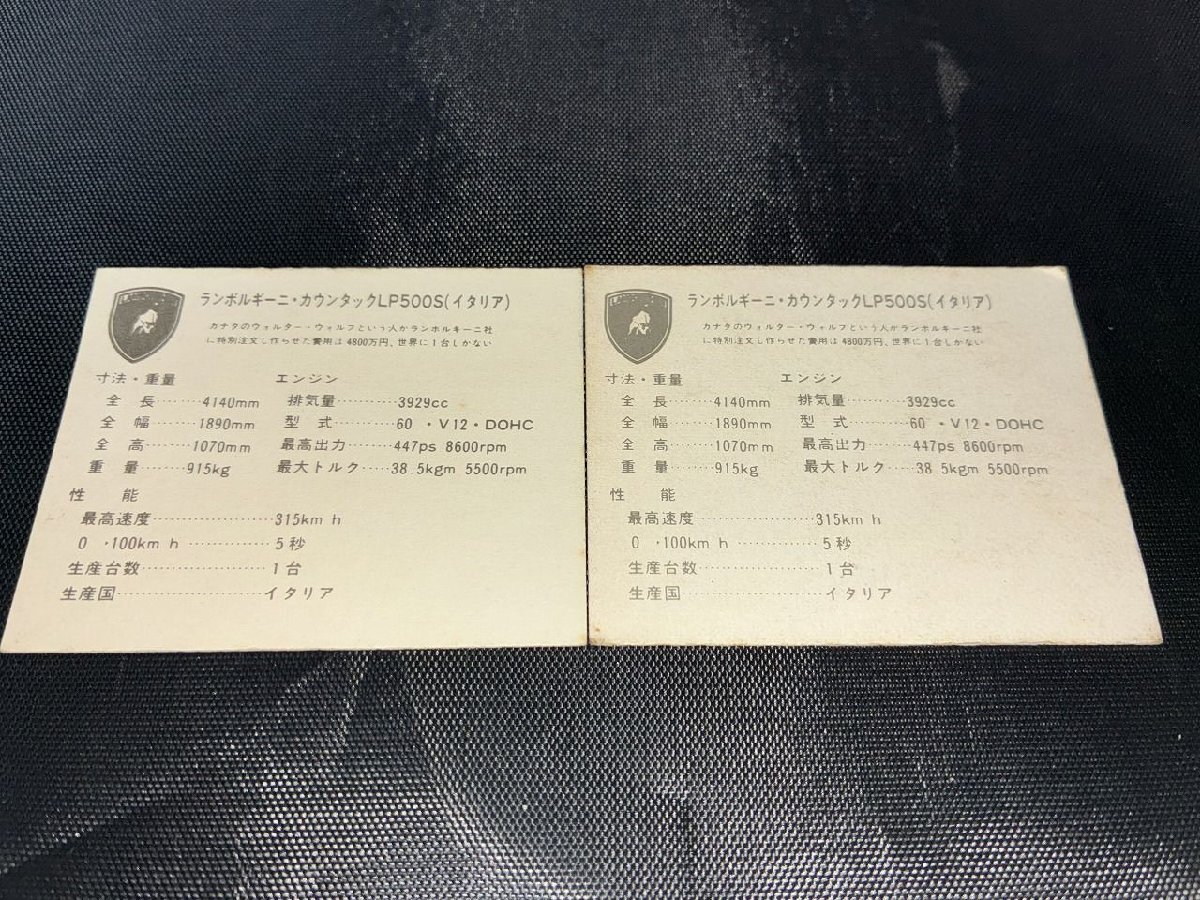 ランボルギーニ・カウンタックLP500S(イタリア)
カナダのウォルター・ウォルフという人がランボルギーニ社
に特別注文し作らせた費用は4800万円、世界に1台しかない
寸法・重量 エンジン
全 長………4140mm 排気量………3929cc
全 幅………1890mm 型 式………60 ・V12・DOHC
全 高………1070mm 最高出力……447ps 8600rpm
重 量………915kg 最大トルク……38 5kgm 5500rpm
性 能
最高速度………………315km h
0 ・100km h ……………5秒
生産台数………………1台
生産国…………………イタリア
ランボルギーニ・カウンタックLP500S(イタリア)
カナダのウォルター・ウォルフという人がランボルギーニ社
に特別注文し作らせた費用は4800万円、世界に1台しかない
寸法・重量 エンジン
全 長………4140mm 排気量………3929cc
全 幅………1890mm 型 式………60 ・V12・DOHC
全 高………1070mm 最高出力……447ps 8600rpm
重 量………915kg 最大トルク……38 5kgm 5500rpm
性 能
最高速度………………315km h
0 ・100km h ……………5秒
生産台数………………1台
生産国…………………イタリア